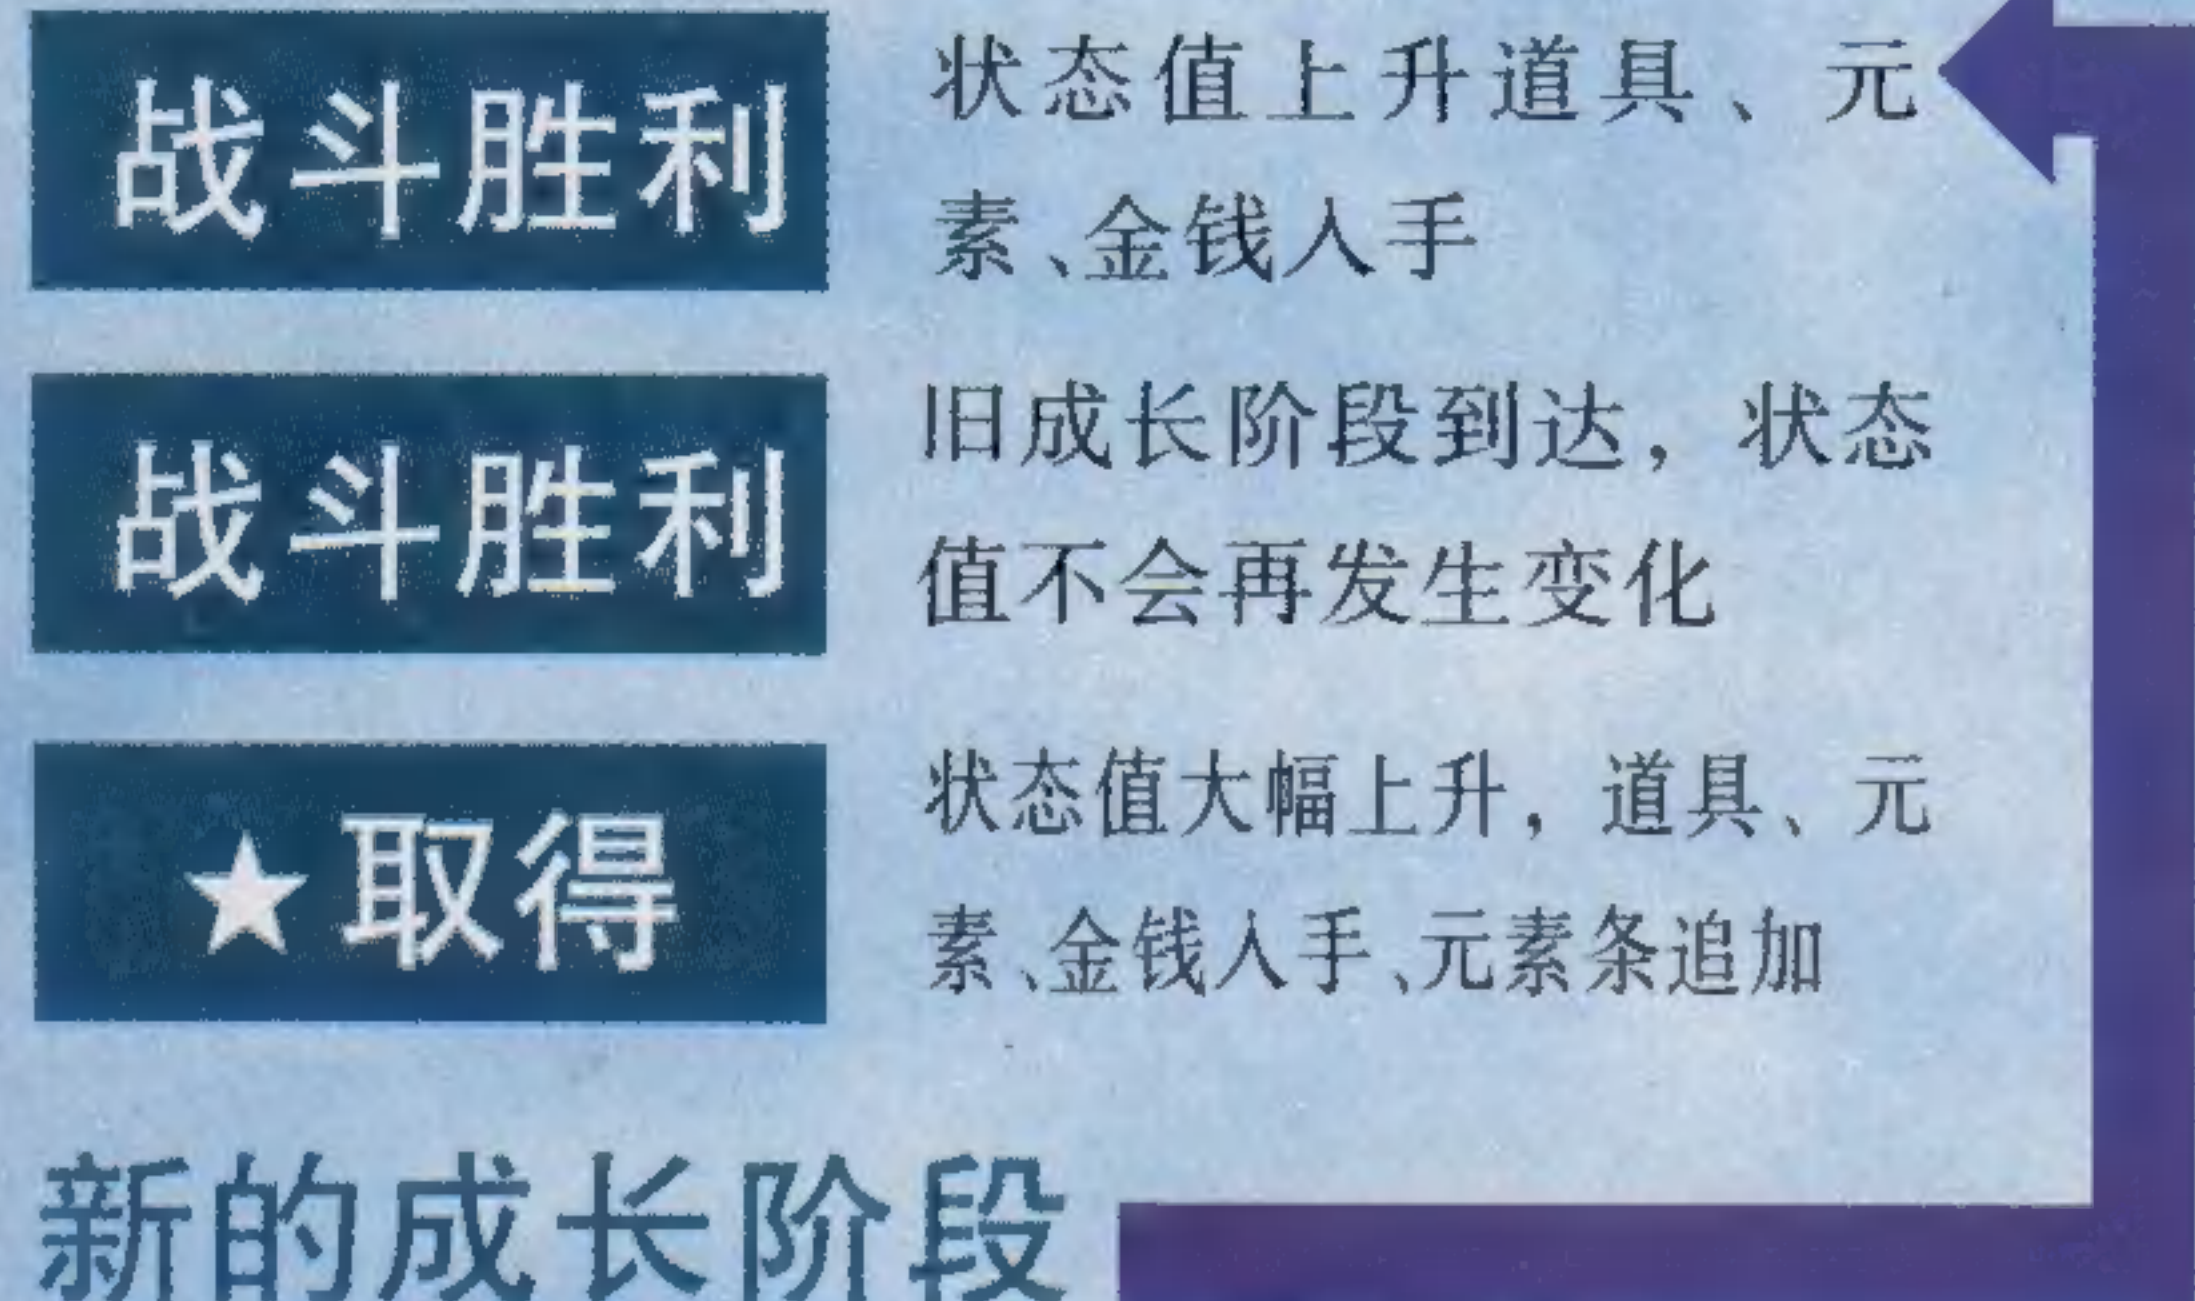 战斗胜利
状态值上升道具、元
素、金钱入手
战斗胜利
旧成长阶段到达，状态
值不会再发生变化
★取得
状态值大幅上升，道具、元
素、金钱入手、元素条追加
新的成长阶段